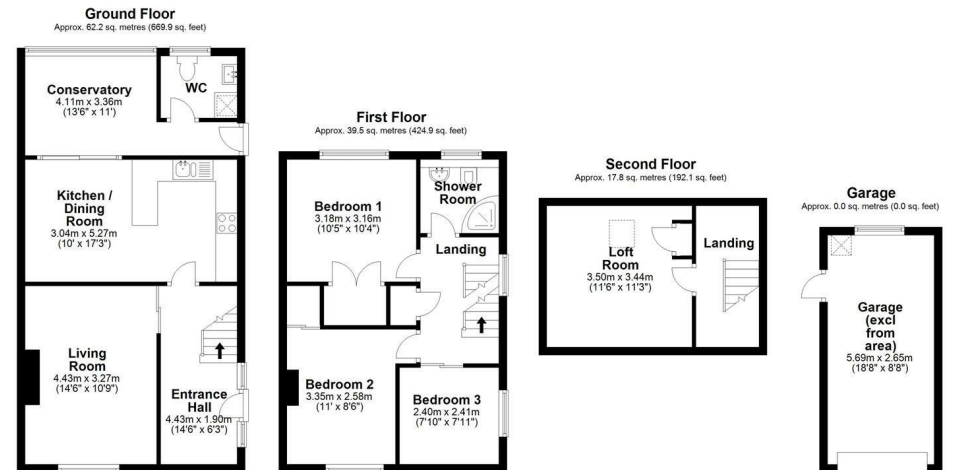 Ground Floor
Approx. 62.2 sq. metres (669.9 sq. feet)
Conservatory
4.11m x 3.36m
(13'6" x 11')
WC
Kitchen /
Dining
Room
3.04m x 5.27m
(10' x 17'3")
Living
Room
4.43m x 3.27m
(14'6" x 10'9")
Entrance
Hall
4.43m x 1.90m
(14'6" x 6'3")
First Floor
Approx. 39.5 sq. metres (424.9 sq. feet)
Bedroom 1
3.18m x 3.16m
(10'5" x 10'4")
Shower
Room
Landing
Bedroom 2
3.35m x 2.58m
(11' x 8'6")
Bedroom 3
2.40m x 2.41m
(7'10" x 7'11")
Second Floor
Approx. 17.8 sq. metres (192.1 sq. feet)
Loft
Room
3.50m x 3.44m
(11'6" x 11'3")
Landing
Garage
Approx. 0.0 sq. metres (0.0 sq. feet)
Garage
(excl
from
area)
5.69m x 2.65m
(18'8" x 8'8")